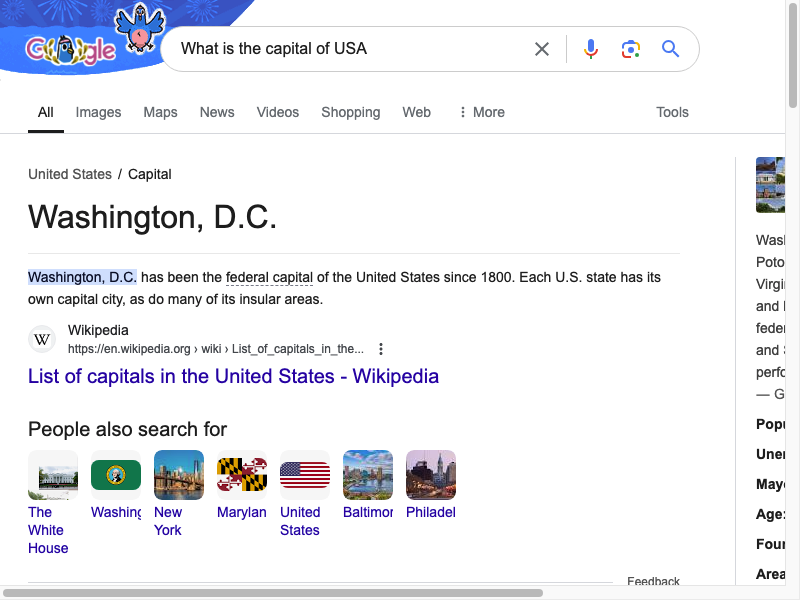 Google
What is the capital of USA
All Images Maps News Videos Shopping Web More Tools
United States / Capital
Washington, D.C.
Washington, D.C. has been the federal capital of the United States since 1800. Each U.S. state has its
own capital city, as do many of its insular areas.
W
Wikipedia
https://en.wikipedia.org › wiki › List_of_capitals_in_the...
List of capitals in the United States - Wikipedia
People also search for
The White House
Washing
New York
Marylan
United States
Baltimor
Philadel
Feedback
Wasl
Poto
Virgi
and
feder
and
perfo
— G
Popu
Uner
Mayo
Age:
Four
Area